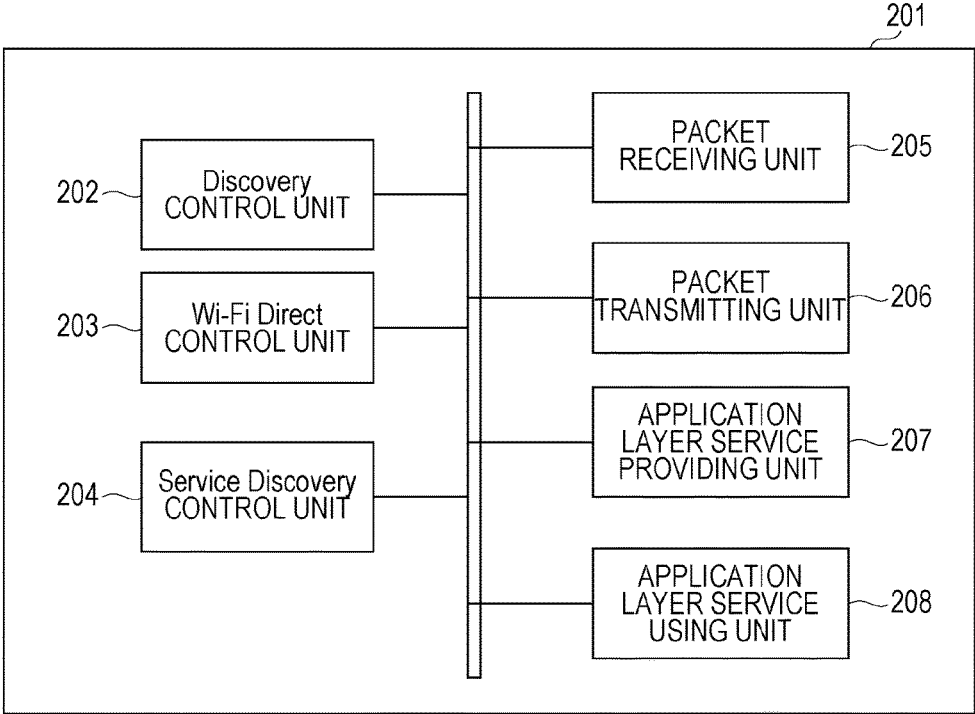 201
202
Discovery
CONTROL UNIT
203
Wi-Fi Direct
CONTROL UNIT
204
Service Discovery
CONTROL UNIT
PACKET
RECEIVING UNIT
205
PACKET
TRANSMITTING UNIT
206
APPLICATION
LAYER SERVICE
PROVIDING UNIT
207
APPLICATION
LAYER SERVICE
USING UNIT
208